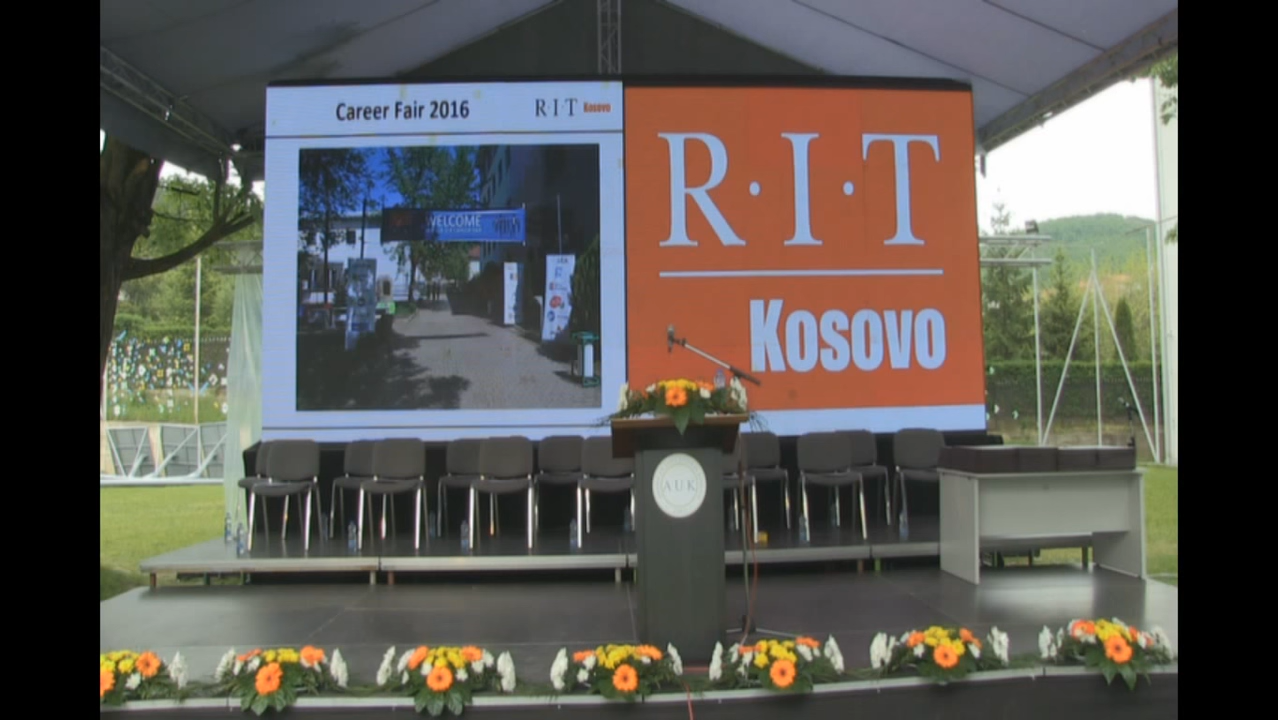 Career Fair 2016
R·I·T Kosovo
WELCOME
R·I·T
Kosovo
AUK